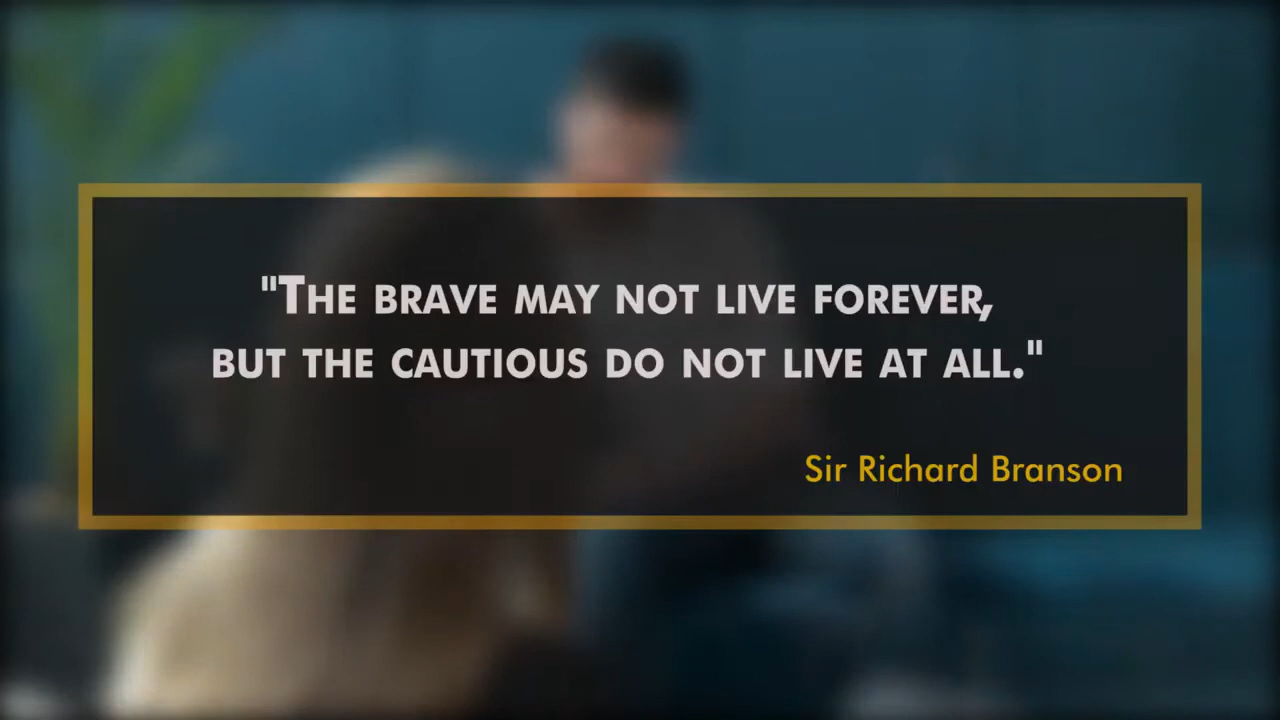 "The brave may not live forever,
but the cautious do not live at all."
Sir Richard Branson